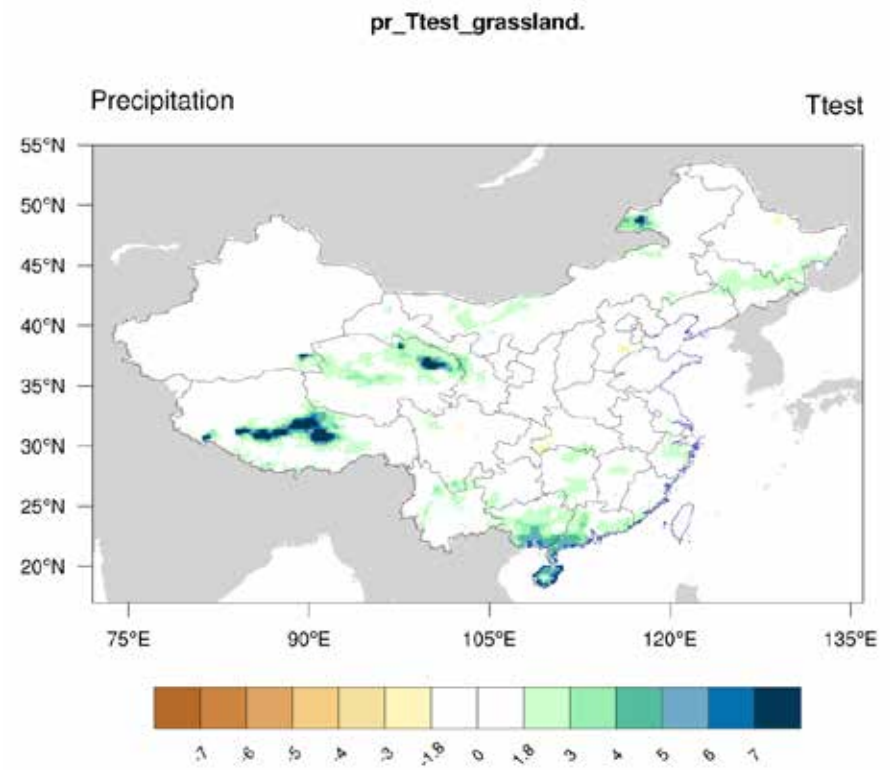 pr_Ttest_grassland.
Precipitation Ttest
55°N
50°N
45°N
40°N
35°N
30°N
25°N
20°N
75°E 90°E 105°E 120°E 135°E
-7 -6 -5 -4 -3 -1.8 0 1.8 3 4 5 6 7